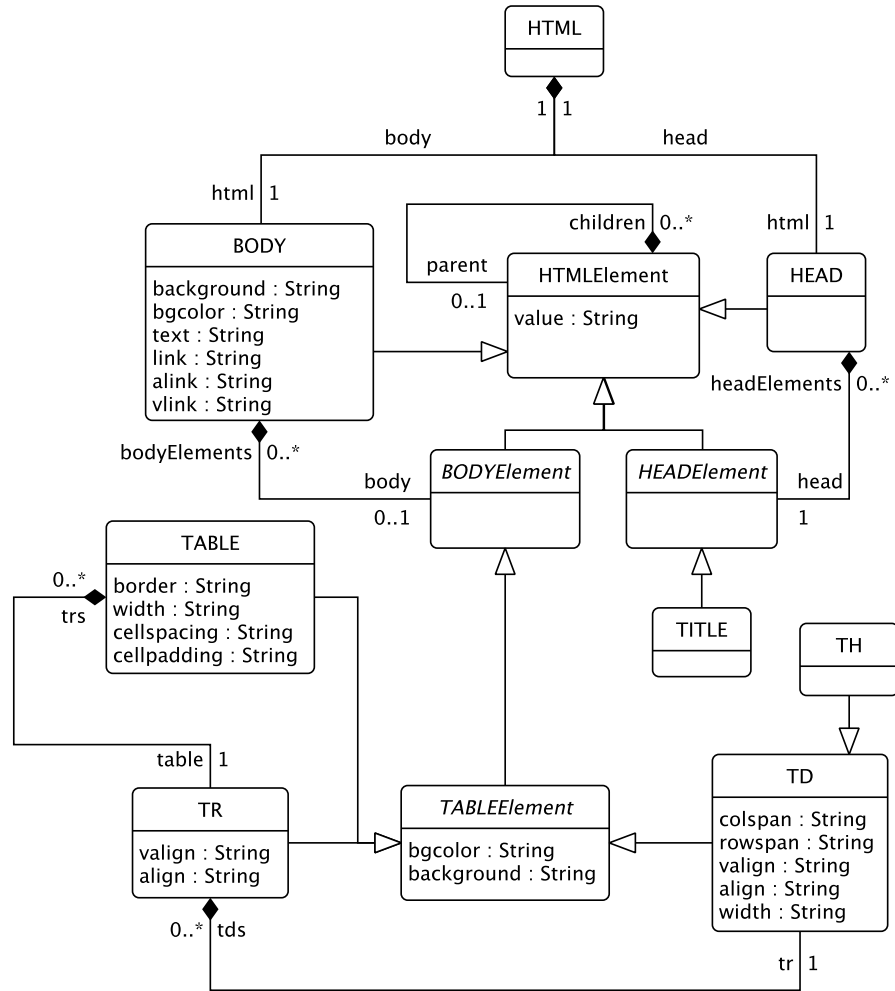 HTML
1 1
body head
html 1
html 1
children 0..*
parent
0..1
BODY
background : String
bgcolor : String
text : String
link : String
alink : String
vlink : String
HTMLElement
value : String
HEAD
headElements 0..*
bodyElements 0..*
body
0..1
BODYElement
HEADElement
head
1
TABLE
border : String
width : String
cellspacing : String
cellpadding : String
0..*
trs
TITLE
TH
table 1
TR
valign : String
align : String
TABLEElement
bgcolor : String
background : String
TD
colspan : String
rowspan : String
valign : String
align : String
width : String
0..* tds
tr 1